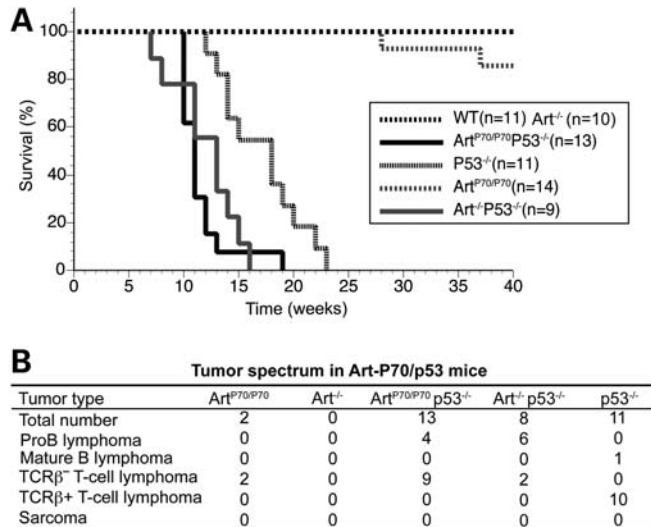 A
100
80
60
40
20
0
Survival (%)
0 5 10 15 20 25 30 35 40
Time (weeks)
WT(n=11) Art-/- (n=10)
ArtP70/P70P53-/-(n=13)
P53-/-(n=11)
ArtP70/P70(n=14)
Art-/-P53-/-(n=9)
B
Tumor spectrum in Art-P70/p53 mice
Tumor type ArtP70/P70 Art-/- ArtP70/P70 p53-/- Art-/- p53-/- p53-/-
Total number 2 0 13 8 11
ProB lymphoma 0 0 4 6 0
Mature B lymphoma 0 0 0 0 1
TCRβ- T-cell lymphoma 2 0 9 2 0
TCRβ+ T-cell lymphoma 0 0 0 0 10
Sarcoma 0 0 0 0 0